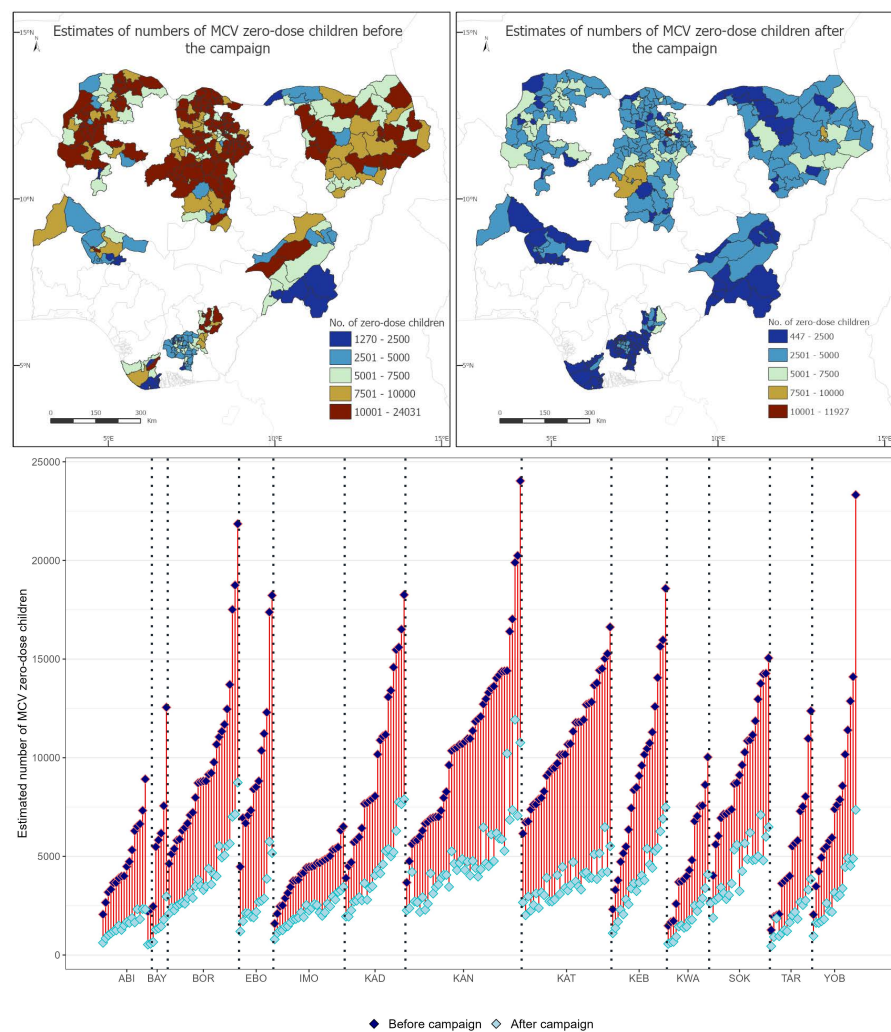 Estimates of numbers of MCV zero-dose children before
the campaign
15°N
N
10°N
5°N
No. of zero-dose children
1270 - 2500
2501 - 5000
5001 - 7500
7501 - 10000
10001 - 24031
0 150 300
Km
5°E 10°E 15°E
Estimates of numbers of MCV zero-dose children after
the campaign
15°N
N
10°N
5°N
No. of zero-dose children
447 - 2500
2501 - 5000
5001 - 7500
7501 - 10000
10001 - 11927
0 150 300
Km
5°E 10°E 15°E
Estimated number of MCV zero-dose children
25000
20000
15000
10000
5000
0
ABI BAY BOR EBO IMO KAD KAN KAT KEB KWA SOK TAR YOB
Before campaign After campaign